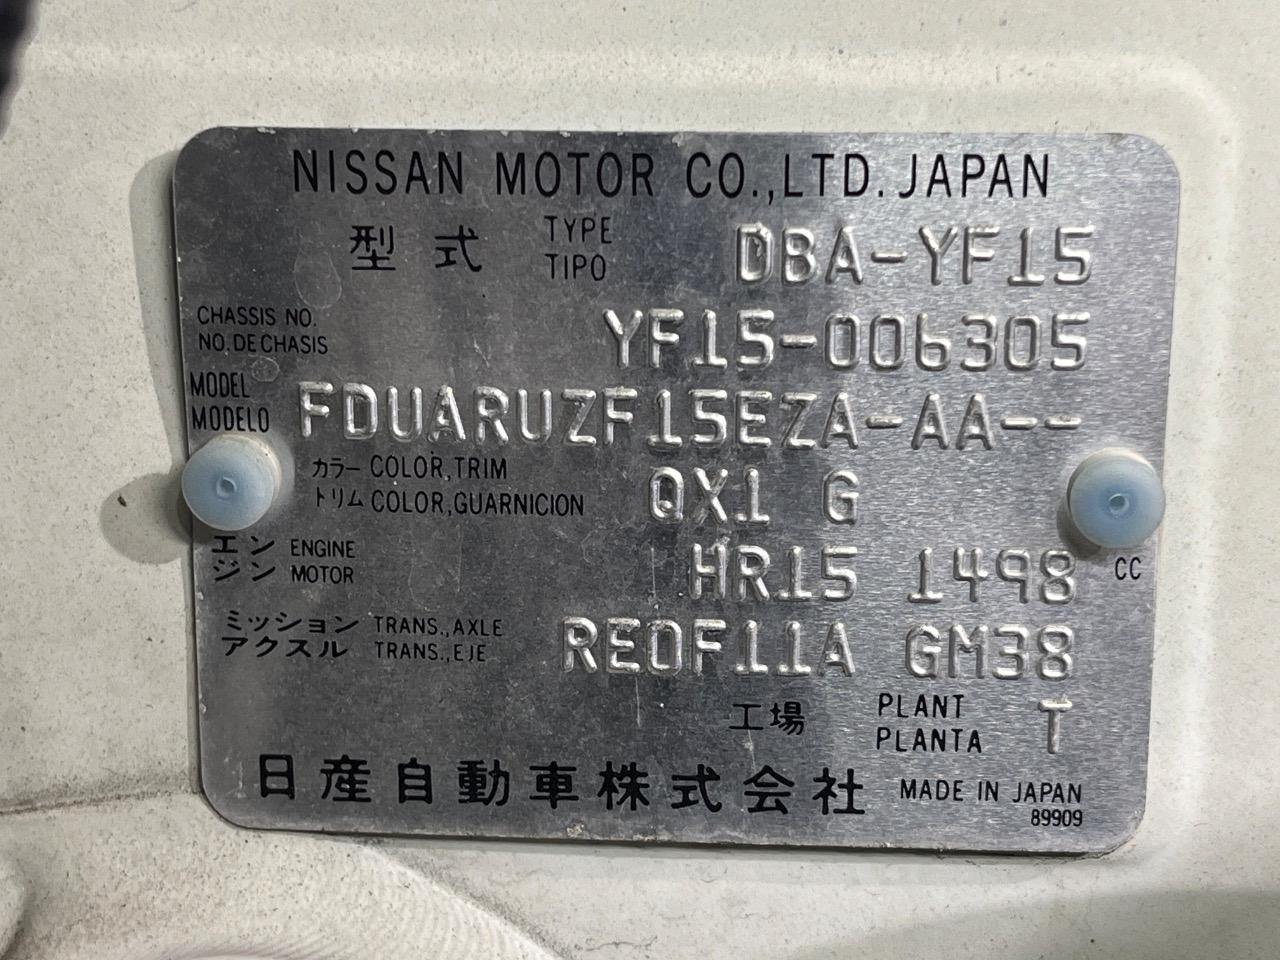 NISSAN MOTOR CO.,LTD. JAPAN
型式 TYPE TIPO DBA-YF15
CHASSIS NO. NO.DE CHASIS YF15-006305
MODEL MODELO FDUARUZF15EZA-AA--
カラー COLOR,TRIM
トリム COLOR,GUARNICION QX1 G
エンジン ENGINE MOTOR HR15 1498 CC
ミッション TRANS.,AXLE
アクスル TRANS.,EJE RE0F11A GM38
工場 PLANT PLANTA T
日産自動車株式会社 MADE IN JAPAN
89909